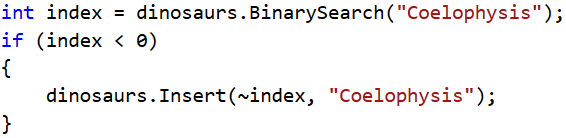 int index = dinosaurs.BinarySearch("Coelophysis");
if (index < 0)
{
    dinosaurs.Insert(~index, "Coelophysis");
}